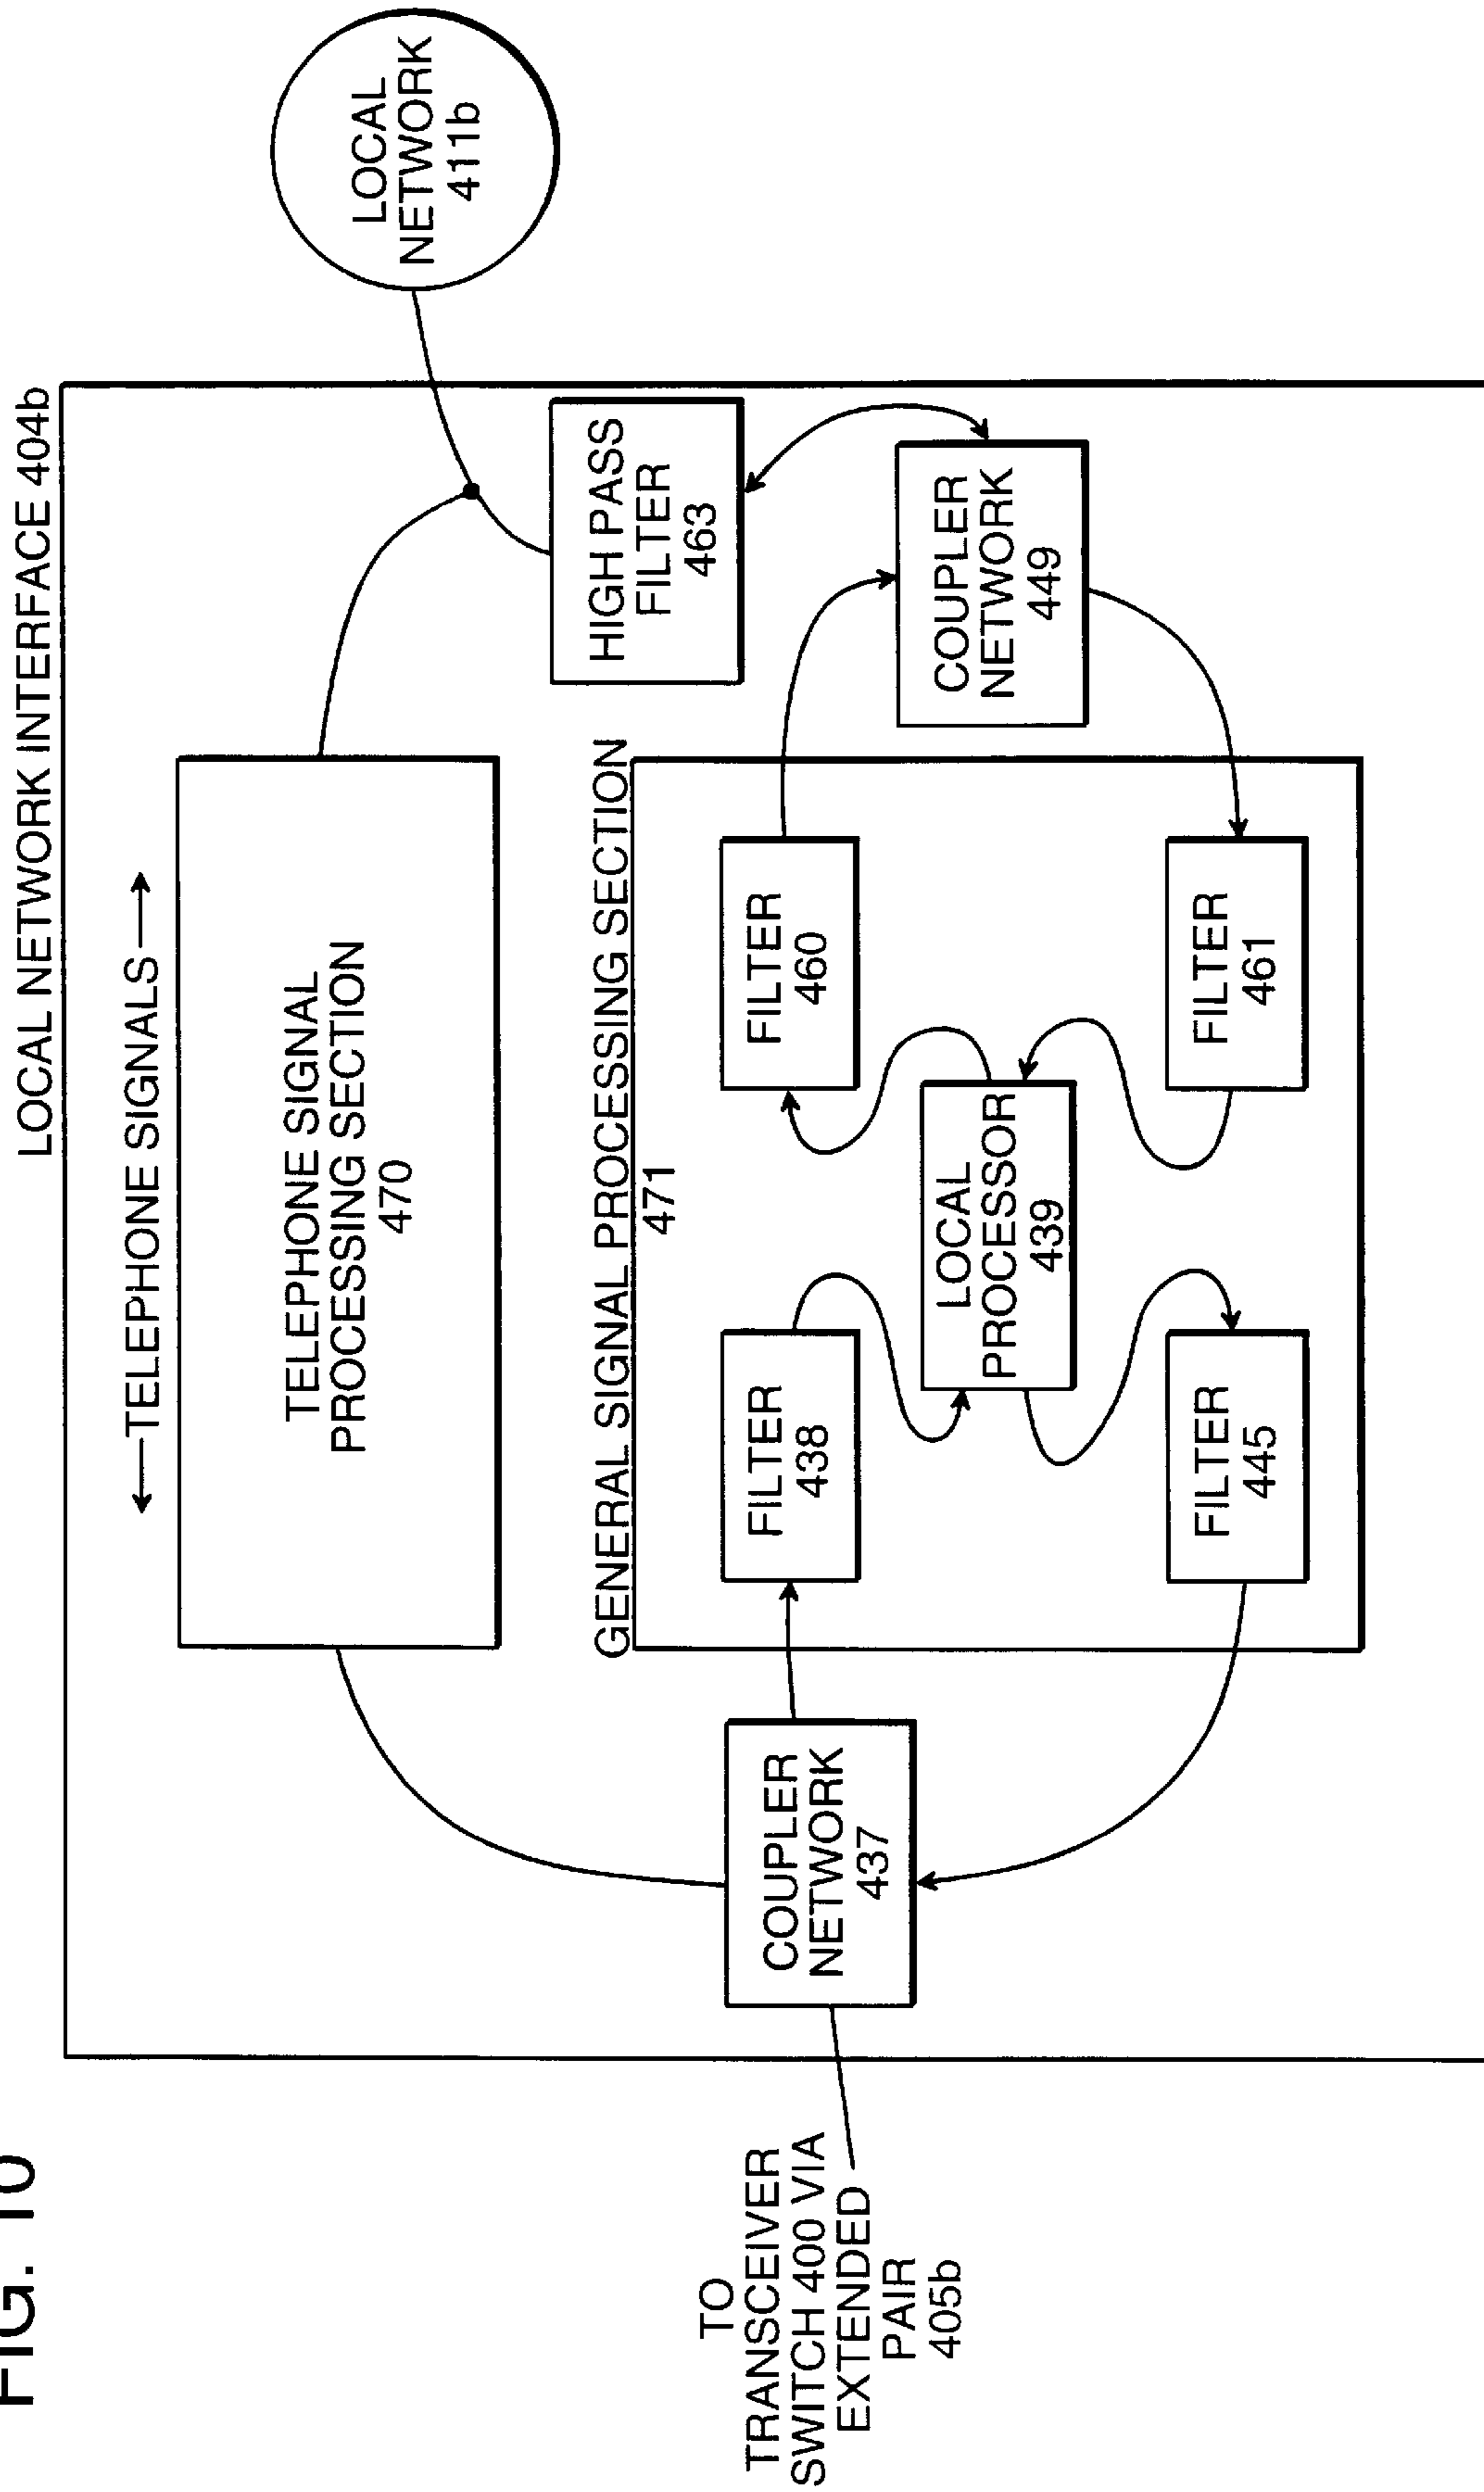 FIG. 10
LOCAL NETWORK INTERFACE 404b
TELEPHONE SIGNALS
TELEPHONE SIGNAL
PROCESSING SECTION
470
LOCAL
NETWORK
411b
HIGH PASS
FILTER
463
GENERAL SIGNAL PROCESSING SECTION
471
TO
TRANSCEIVER
SWITCH 400 VIA
EXTENDED
PAIR
405b
COUPLER
NETWORK
437
FILTER
438
FILTER
460
LOCAL
PROCESSOR
439
COUPLER
NETWORK
449
FILTER
445
FILTER
461